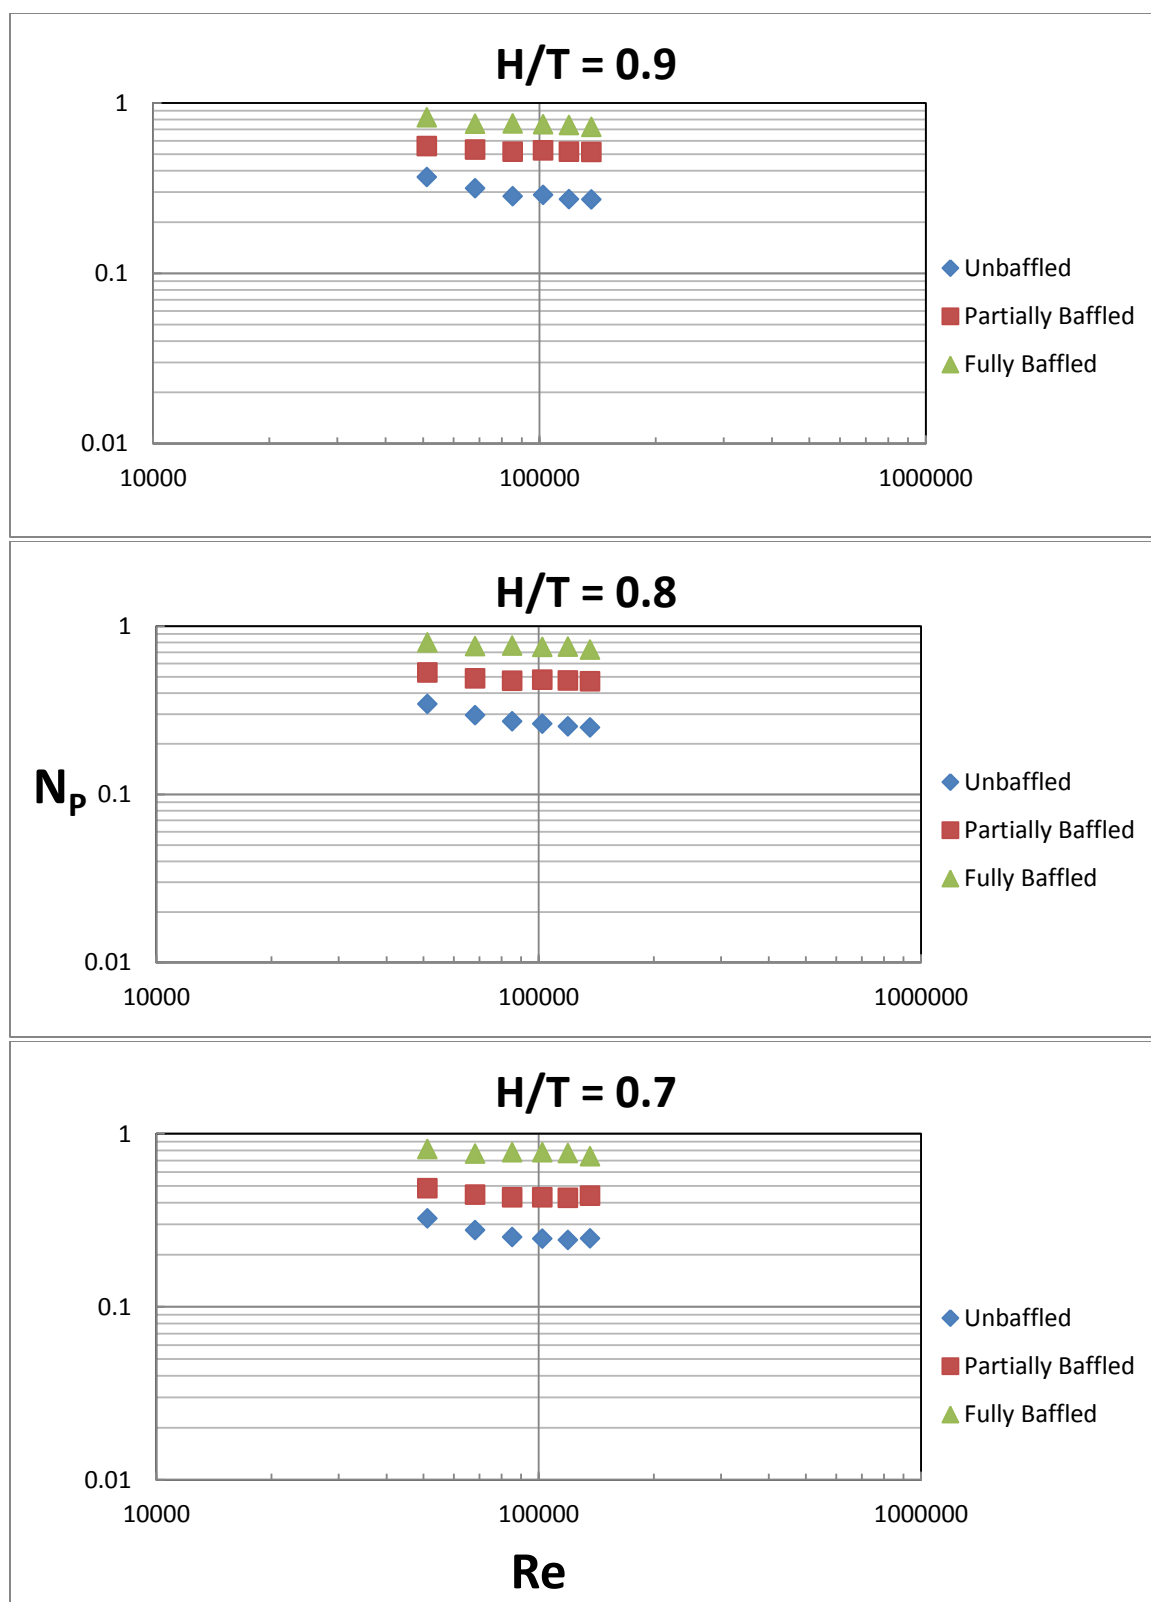 H/T = 0.9
1
0.1
0.01
10000 100000 1000000
Unbaffled
Partially Baffled
Fully Baffled
H/T = 0.8
1
0.1
0.01
10000 100000 1000000
N_P
Unbaffled
Partially Baffled
Fully Baffled
H/T = 0.7
1
0.1
0.01
10000 100000 1000000
Unbaffled
Partially Baffled
Fully Baffled
Re